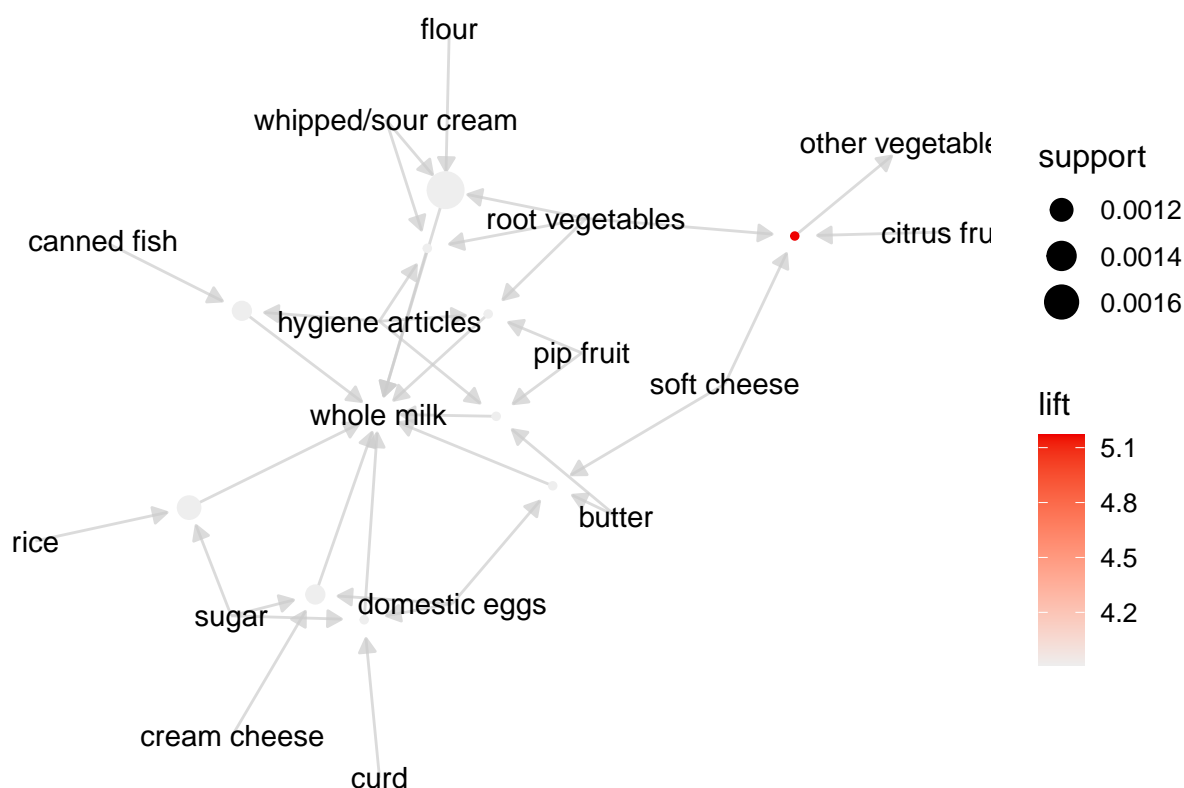 flour
whipped/sour cream
other vegetable
root vegetables
citrus fru
canned fish
hygiene articles
pip fruit
soft cheese
whole milk
butter
rice
domestic eggs
sugar
cream cheese
curd
support
0.0012
0.0014
0.0016
lift
5.1
4.8
4.5
4.2